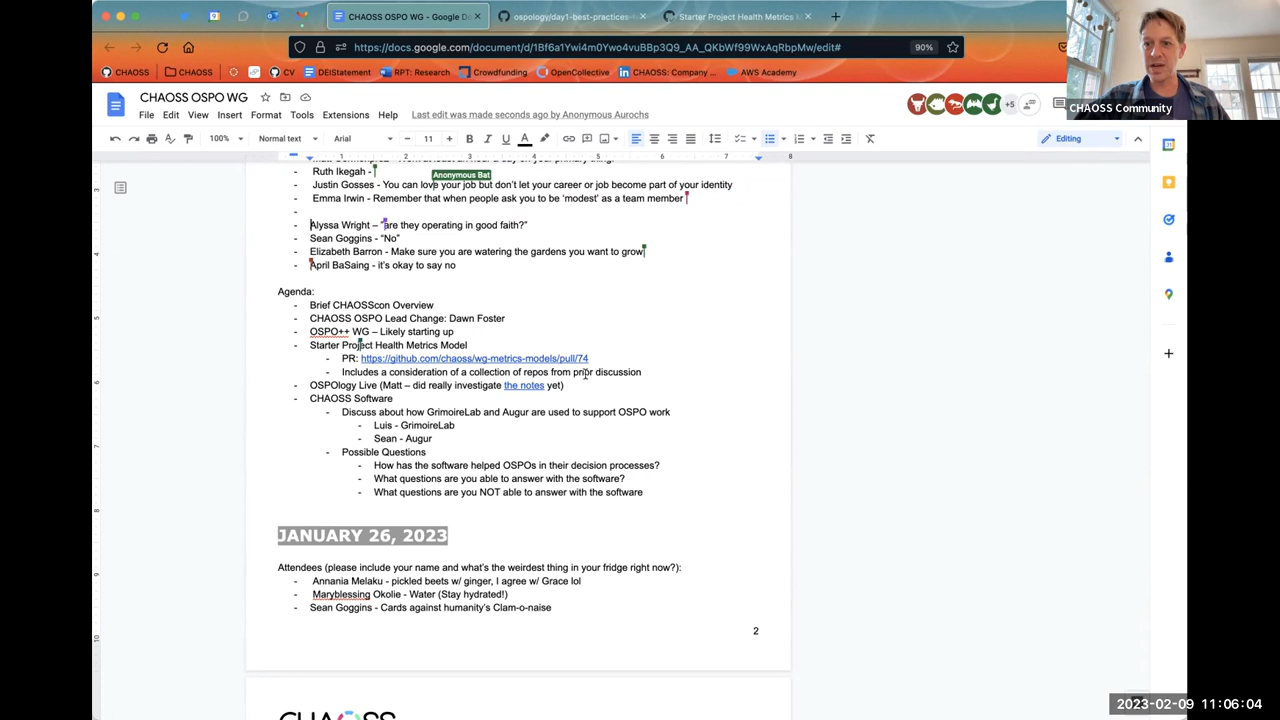 CHAOSS OSPO WG - Google Do
ospology/day1-best-practices-
Starter Project Health Metrics M
https://docs.google.com/document/d/1Bf6a1Ywi4m0Ywo4vuBBp3Q9_AA_QKbWf99WxAqRbpMw/edit#
90%
CHAOSS
CHAOSS
CV
DEIStatement
RPT: Research
Crowdfunding
OpenCollective
CHAOSS: Company ...
AWS Academy
CHAOSS Community
CHAOSS OSPO WG
+5
File Edit View Insert Format Tools Extensions Help
Last edit was made seconds ago by Anonymous Aurochs
100%
Normal text
Arial
11
Editing
1 2 3 4 5 6 7 8
- Ruth Ikegah -
Anonymous Bat
- Justin Gosses - You can love your job but don't let your career or job become part of your identity
- Emma Irwin - Remember that when people ask you to be 'modest' as a team member
-
- Alyssa Wright – "are they operating in good faith?"
- Sean Goggins - "No"
- Elizabeth Barron - Make sure you are watering the gardens you want to grow
- April BaSaing - it's okay to say no
Agenda:
- Brief CHAOSScon Overview
- CHAOSS OSPO Lead Change: Dawn Foster
- OSPO++ WG – Likely starting up
- Starter Project Health Metrics Model
- PR: https://github.com/chaoss/wg-metrics-models/pull/74
- Includes a consideration of a collection of repos from prior discussion
- OSPOlogy Live (Matt – did really investigate the notes yet)
- CHAOSS Software
- Discuss about how GrimoireLab and Augur are used to support OSPO work
- Luis - GrimoireLab
- Sean - Augur
- Possible Questions
- How has the software helped OSPOs in their decision processes?
- What questions are you able to answer with the software?
- What questions are you NOT able to answer with the software
JANUARY 26, 2023
Attendees (please include your name and what's the weirdest thing in your fridge right now?):
- Annania Melaku - pickled beets w/ ginger, I agree w/ Grace lol
- Maryblessing Okolie - Water (Stay hydrated!)
- Sean Goggins - Cards against humanity's Clam-o-naise
2
CHAOSS
2023-02-09 11:06:04